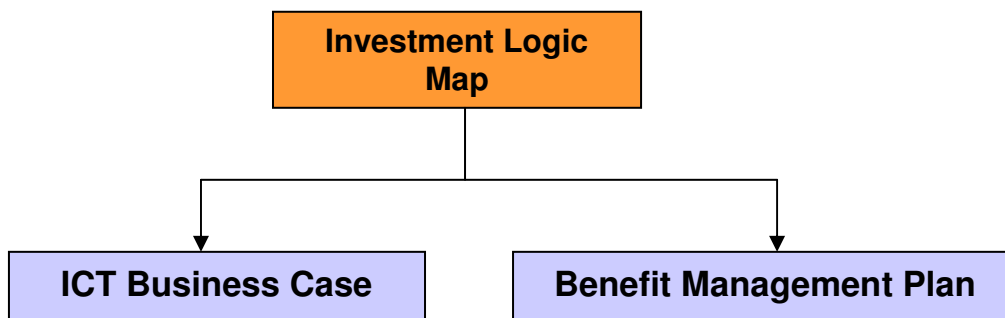 Investment Logic
Map
ICT Business Case
Benefit Management Plan